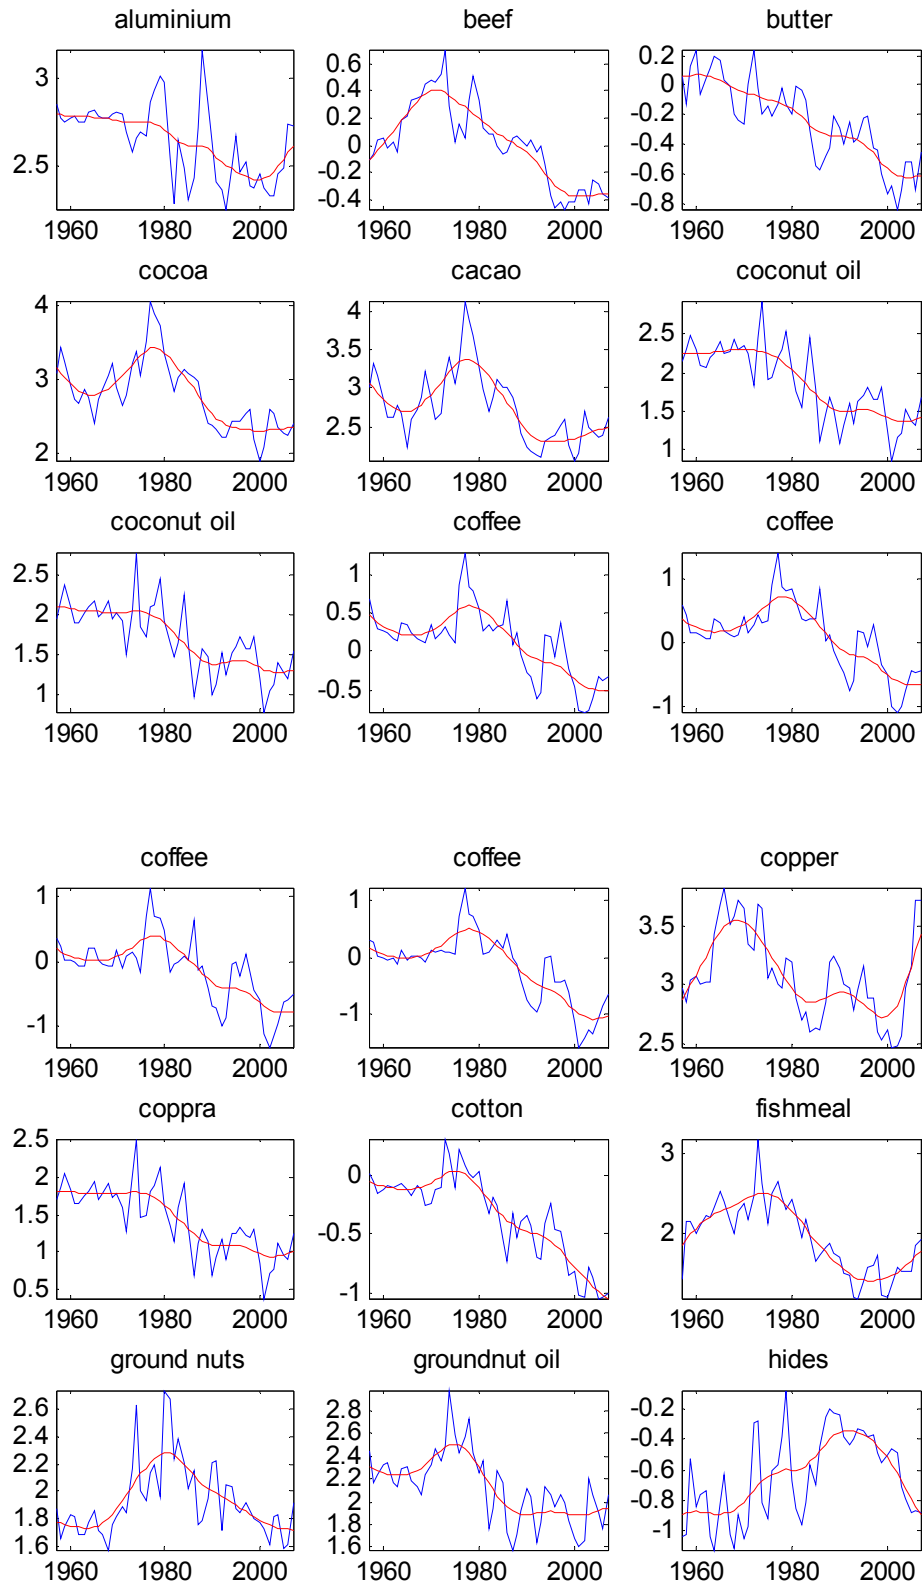 aluminium beef butter
3 0.6 0.2
2.5 0.4 0
0.2 -0.2
0 -0.4
-0.2 -0.6
-0.4 -0.8
1960 1980 2000 1960 1980 2000 1960 1980 2000
cocoa cacao coconut oil
4 4 2.5
3 3.5 2
2 3 1.5
2.5 1
1960 1980 2000 1960 1980 2000 1960 1980 2000
coconut oil coffee coffee
2.5 1 1
2 0.5 0
1.5 0 -1
1 -0.5
1960 1980 2000 1960 1980 2000 1960 1980 2000
coffee coffee copper
1 1 3.5
0 0 3
-1 -1 2.5
1960 1980 2000 1960 1980 2000 1960 1980 2000
coppra cotton fishmeal
2.5 0 3
2 -0.5 2
1.5 -1
1
0.5
1960 1980 2000 1960 1980 2000 1960 1980 2000
ground nuts groundnut oil hides
2.6 2.8 -0.2
2.4 2.6 -0.4
2.2 2.4 -0.6
2 2.2 -0.8
1.8 2 -1
1.6 1.8
1.6
1960 1980 2000 1960 1980 2000 1960 1980 2000